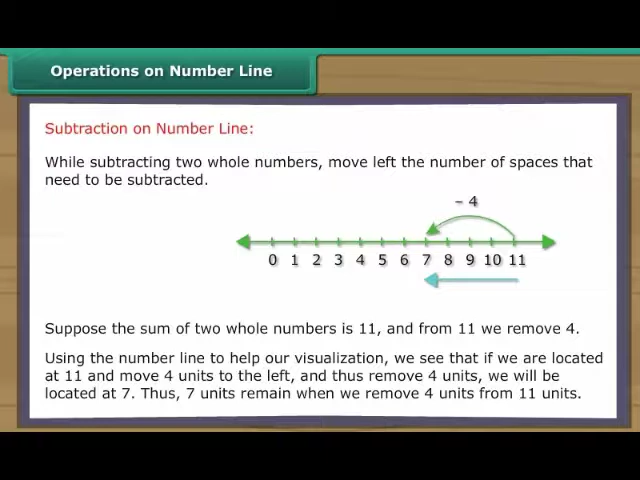 Operations on Number Line
Subtraction on Number Line:
While subtracting two whole numbers, move left the number of spaces that
need to be subtracted.
– 4
0 1 2 3 4 5 6 7 8 9 10 11
Suppose the sum of two whole numbers is 11, and from 11 we remove 4.
Using the number line to help our visualization, we see that if we are located
at 11 and move 4 units to the left, and thus remove 4 units, we will be
located at 7. Thus, 7 units remain when we remove 4 units from 11 units.